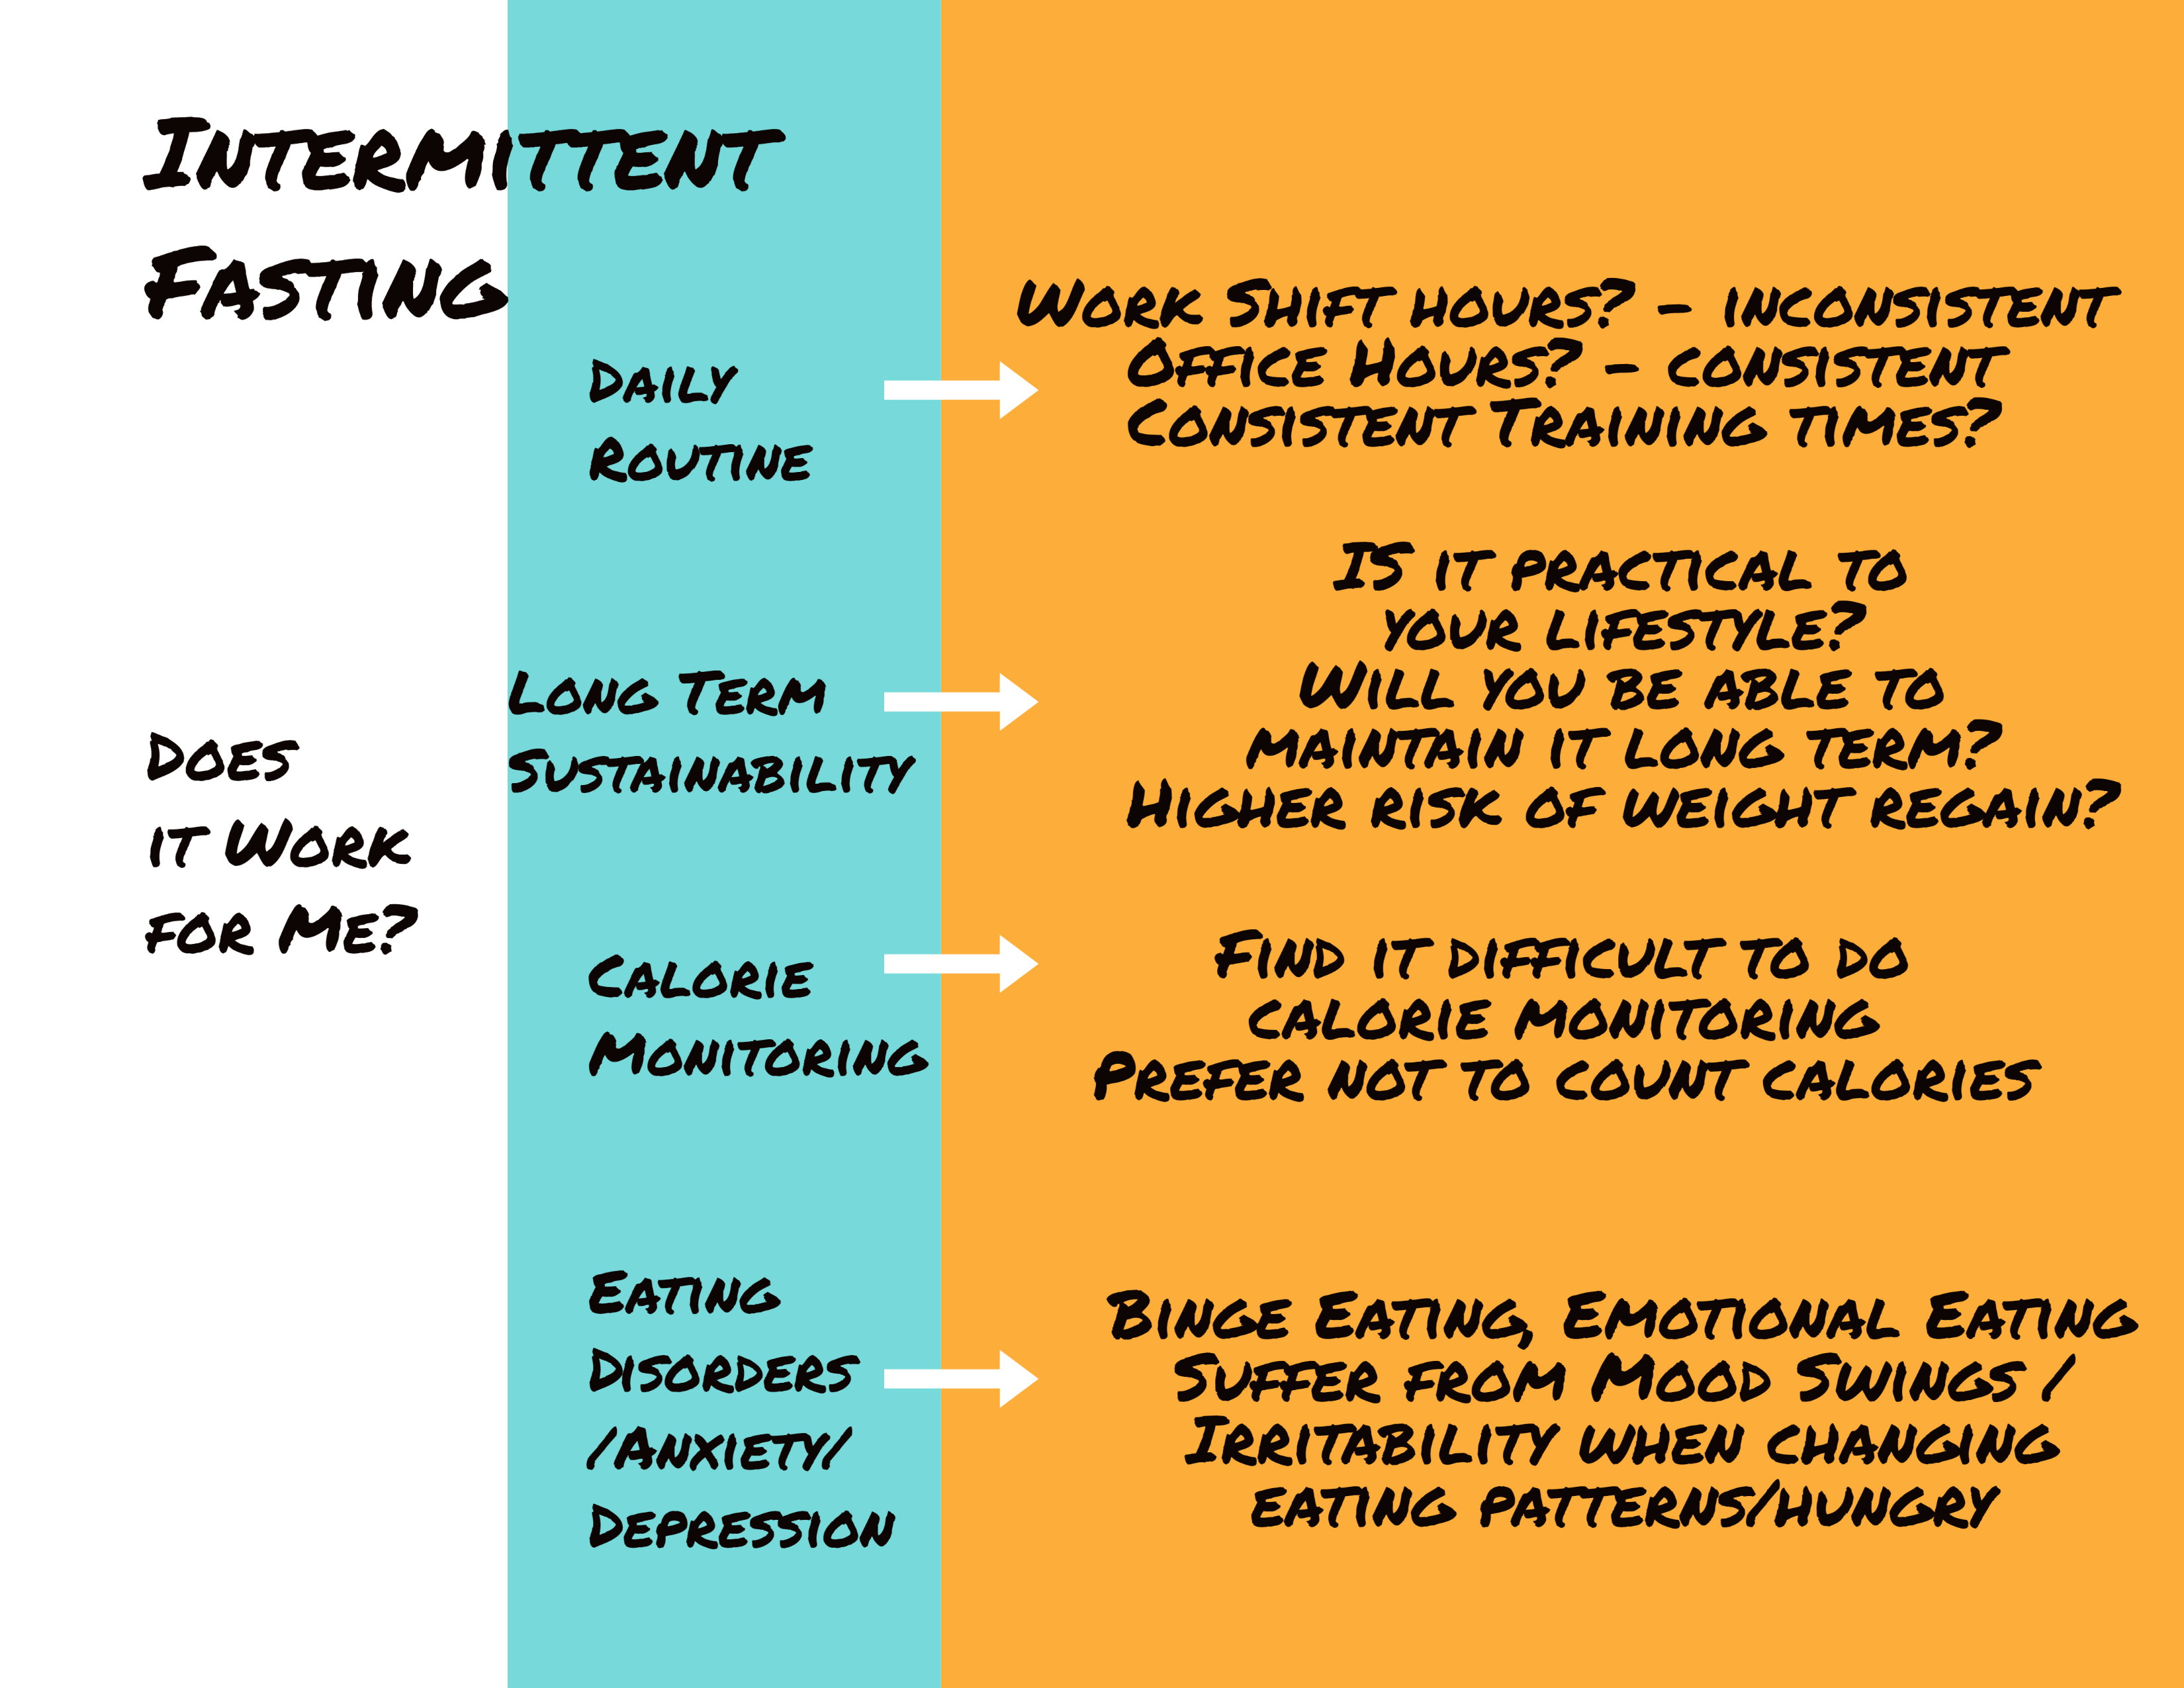 Intermittent
Fasting
Does
it Work
for Me?
Daily
Routine
Work Shift hours? - inconsistent
Office Hours? - consistent
Consistent Training times?
Long Term
Sustainability
IS it practical to
your lifestyle?
Will you be able to
maintain it long term?
Higher risk of weight regain?
Calorie
Monitoring
Find it difficult to do
calorie monitoring
Prefer not to count calories
Eating
Disorders
/Anxiety/
Depression
Binge Eating, Emotional Eating
Suffer from Mood Swings /
Irritability when changing
eating patterns/hungry